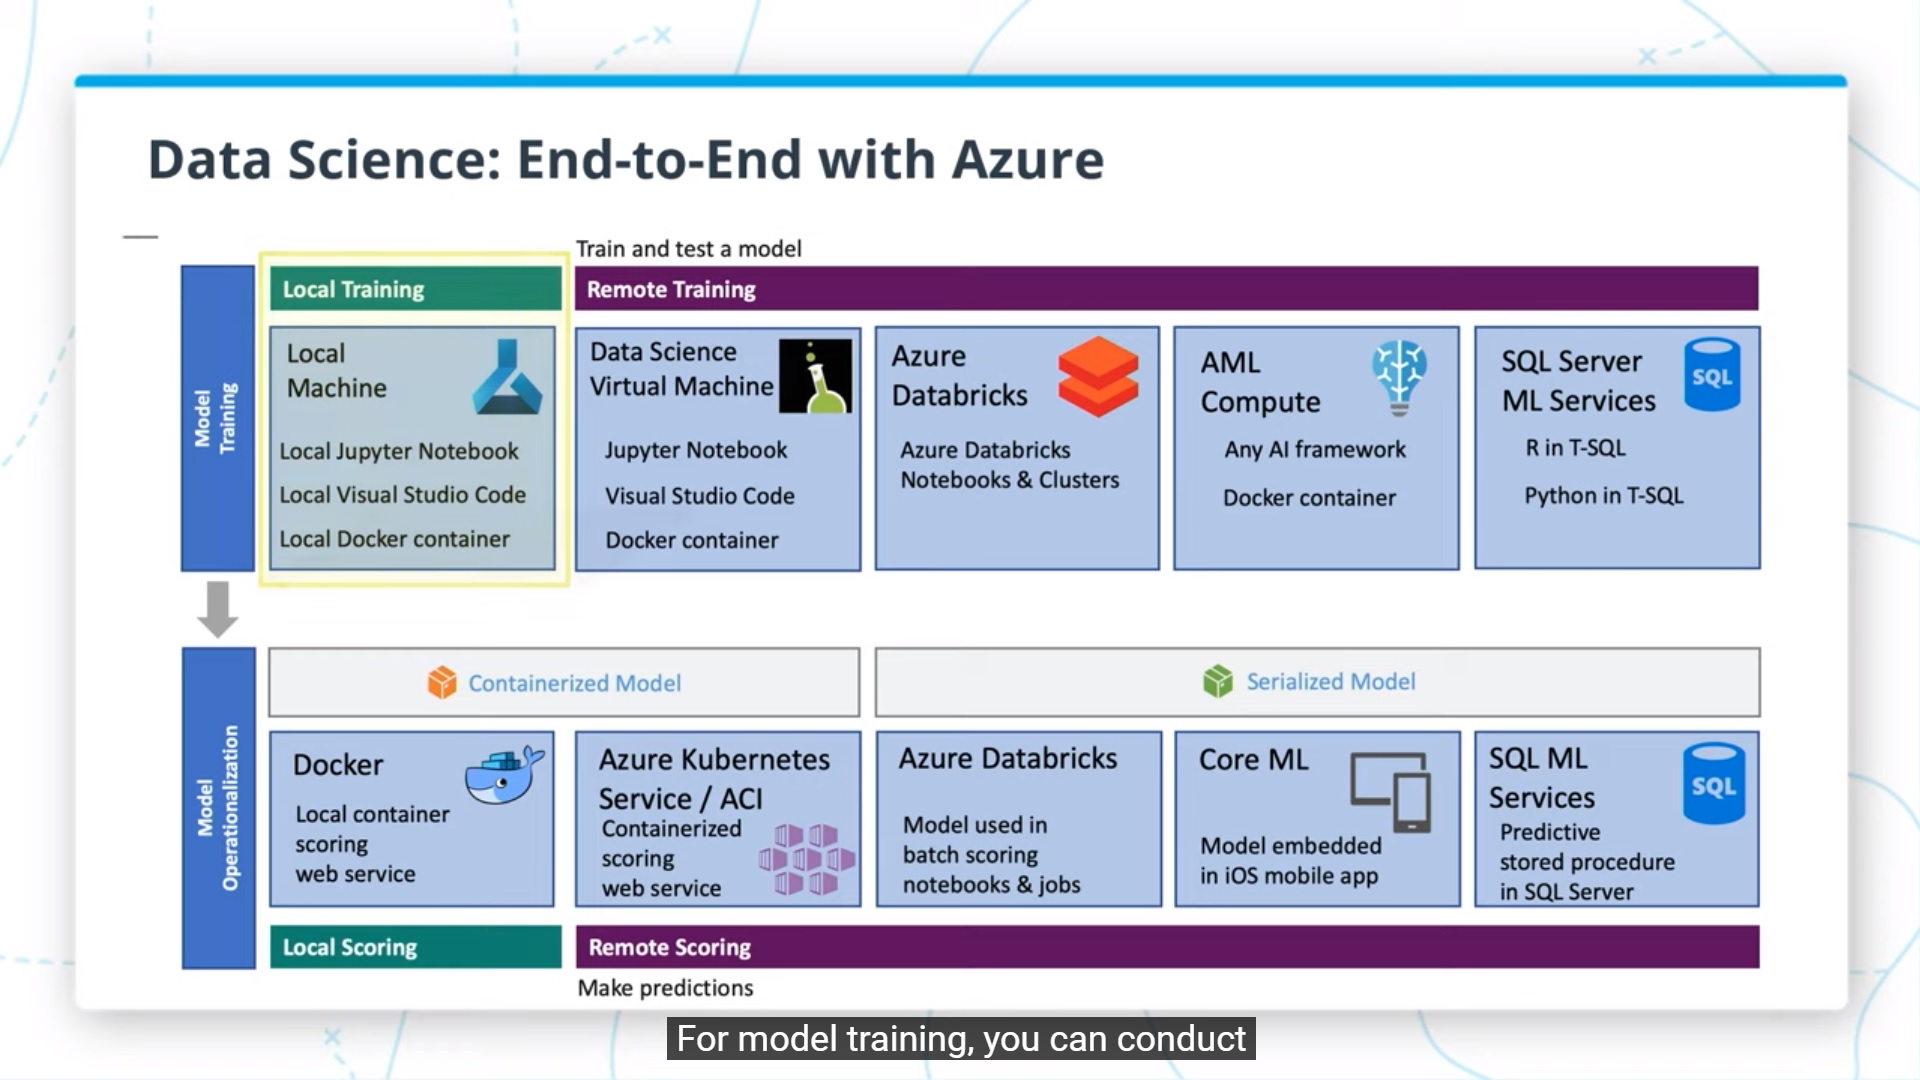 Data Science: End-to-End with Azure
Train and test a model
Local Training
Remote Training
Model
Training
Local
Machine
Local Jupyter Notebook
Local Visual Studio Code
Local Docker container
Data Science
Virtual Machine
Jupyter Notebook
Visual Studio Code
Docker container
Azure
Databricks
Azure Databricks
Notebooks & Clusters
AML
Compute
Any AI framework
Docker container
SQL Server
ML Services
SQL
R in T-SQL
Python in T-SQL
Model
Operationalization
Containerized Model
Serialized Model
Docker
Local container
scoring
web service
Azure Kubernetes
Service / ACI
Containerized
scoring
web service
Azure Databricks
Model used in
batch scoring
notebooks & jobs
Core ML
Model embedded
in iOS mobile app
SQL ML
Services
SQL
Predictive
stored procedure
in SQL Server
Local Scoring
Remote Scoring
Make predictions
For model training, you can conduct